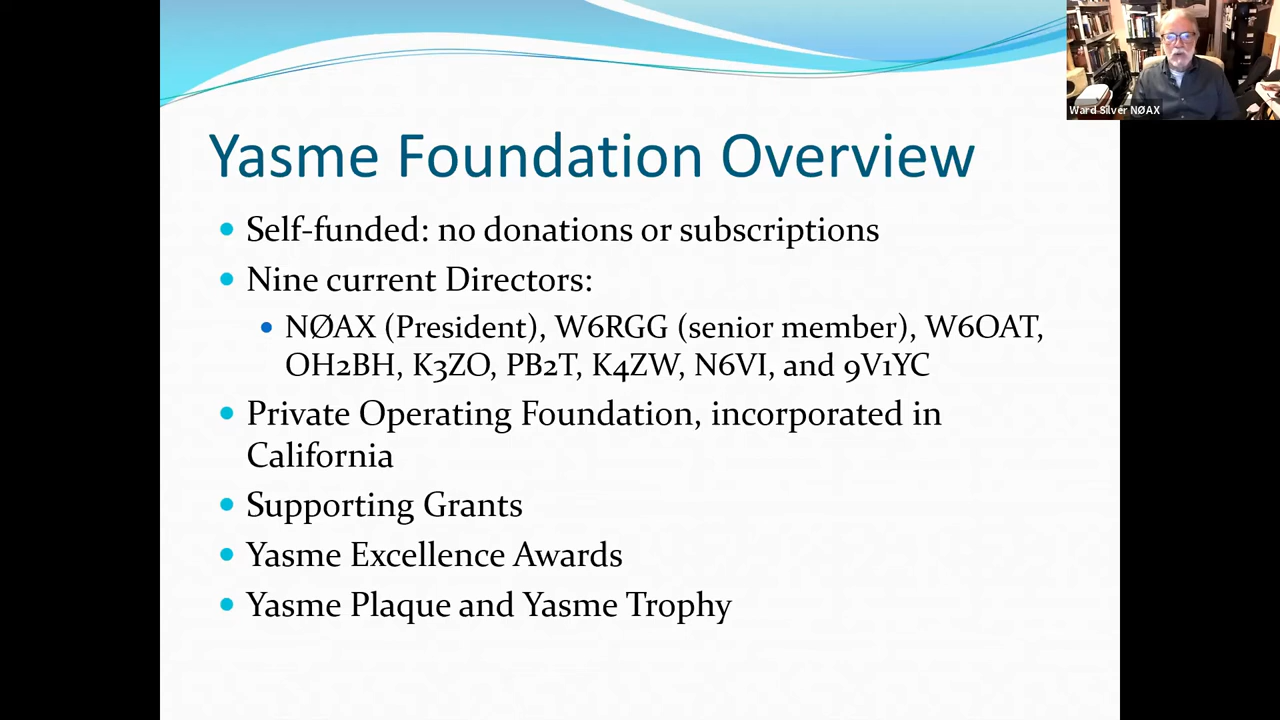 Ward Silver NØAX
Yasme Foundation Overview
Self-funded: no donations or subscriptions
Nine current Directors:
NØAX (President), W6RGG (senior member), W6OAT,
OH2BH, K3ZO, PB2T, K4ZW, N6VI, and 9V1YC
Private Operating Foundation, incorporated in
California
Supporting Grants
Yasme Excellence Awards
Yasme Plaque and Yasme Trophy